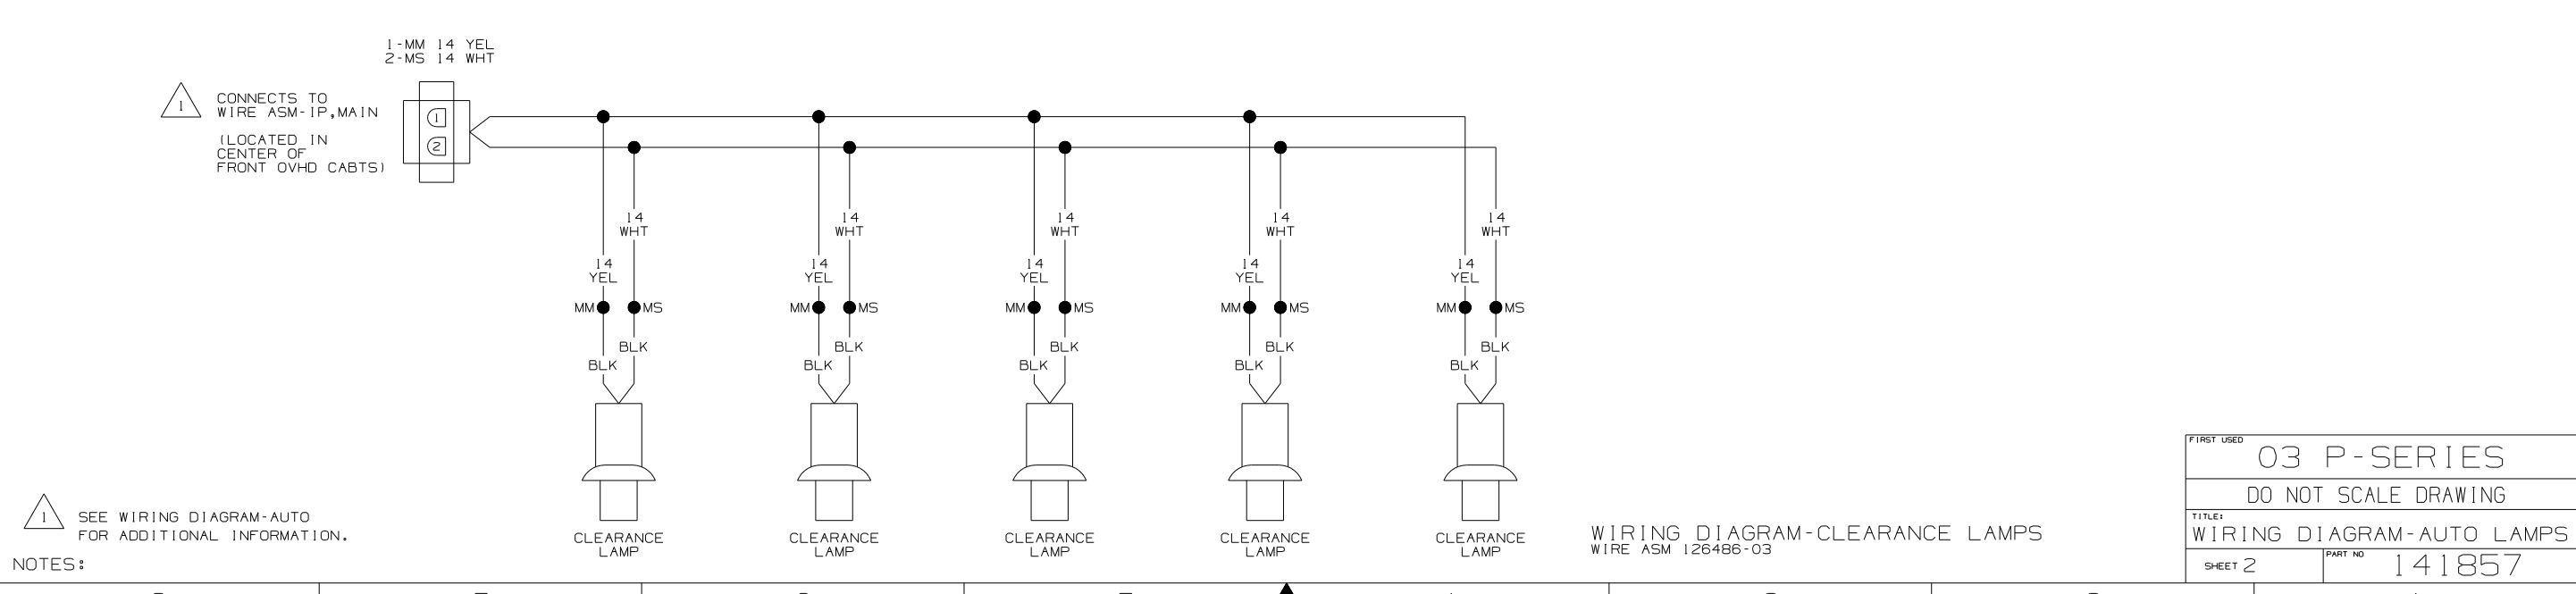 1-MM 14 YEL
2-MS 14 WHT
1
CONNECTS TO
WIRE ASM-IP,MAIN
(LOCATED IN
CENTER OF
FRONT OVHD CABTS)
1
2
14
WHT
14
WHT
14
WHT
14
WHT
14
WHT
14
YEL
14
YEL
14
YEL
14
YEL
14
YEL
MM MS
MM MS
MM MS
MM MS
MM MS
BLK
BLK
BLK
BLK
BLK
BLK
BLK
BLK
BLK
BLK
CLEARANCE
LAMP
CLEARANCE
LAMP
CLEARANCE
LAMP
CLEARANCE
LAMP
CLEARANCE
LAMP
1
SEE WIRING DIAGRAM-AUTO
FOR ADDITIONAL INFORMATION.
NOTES:
WIRING DIAGRAM-CLEARANCE LAMPS
WIRE ASM 126486-03
FIRST USED
03 P-SERIES
DO NOT SCALE DRAWING
TITLE:
WIRING DIAGRAM-AUTO LAMPS
SHEET 2
PART NO
141857